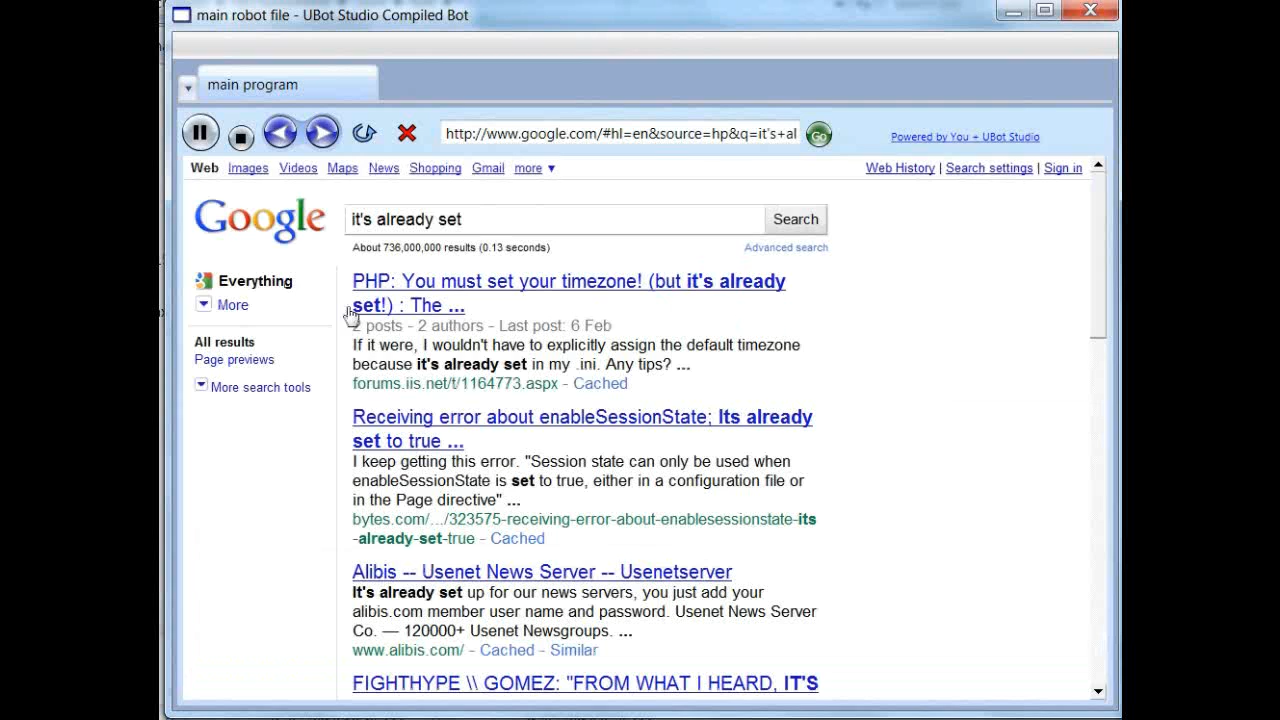 main robot file - UBot Studio Compiled Bot
main program
http://www.google.com/#hl=en&source=hp&q=it's+al
Go
Powered by You + UBot Studio
Web Images Videos Maps News Shopping Gmail more ▼
Web History | Search settings | Sign in
Google
it's already set
Search
About 736,000,000 results (0.13 seconds)
Advanced search
Everything
More
All results
Page previews
More search tools
PHP: You must set your timezone! (but it's already
set!) : The ...
2 posts - 2 authors - Last post: 6 Feb
If it were, I wouldn't have to explicitly assign the default timezone
because it's already set in my .ini. Any tips? ...
forums.iis.net/t/1164773.aspx - Cached
Receiving error about enableSessionState; Its already
set to true ...
I keep getting this error. "Session state can only be used when
enableSessionState is set to true, either in a configuration file or
in the Page directive" ...
bytes.com/.../323575-receiving-error-about-enablesessionstate-its
-already-set-true - Cached
Alibis -- Usenet News Server -- Usenetserver
It's already set up for our news servers, you just add your
alibis.com member user name and password. Usenet News Server
Co. — 120000+ Usenet Newsgroups. ...
www.alibis.com/ - Cached - Similar
FIGHTHYPE \\ GOMEZ: "FROM WHAT I HEARD, IT'S